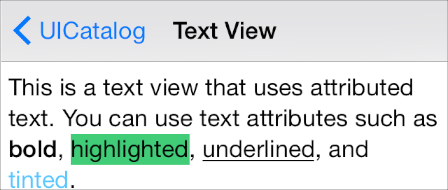 UICatalog Text View
This is a text view that uses attributed
text. You can use text attributes such as
bold, highlighted, underlined, and
tinted.